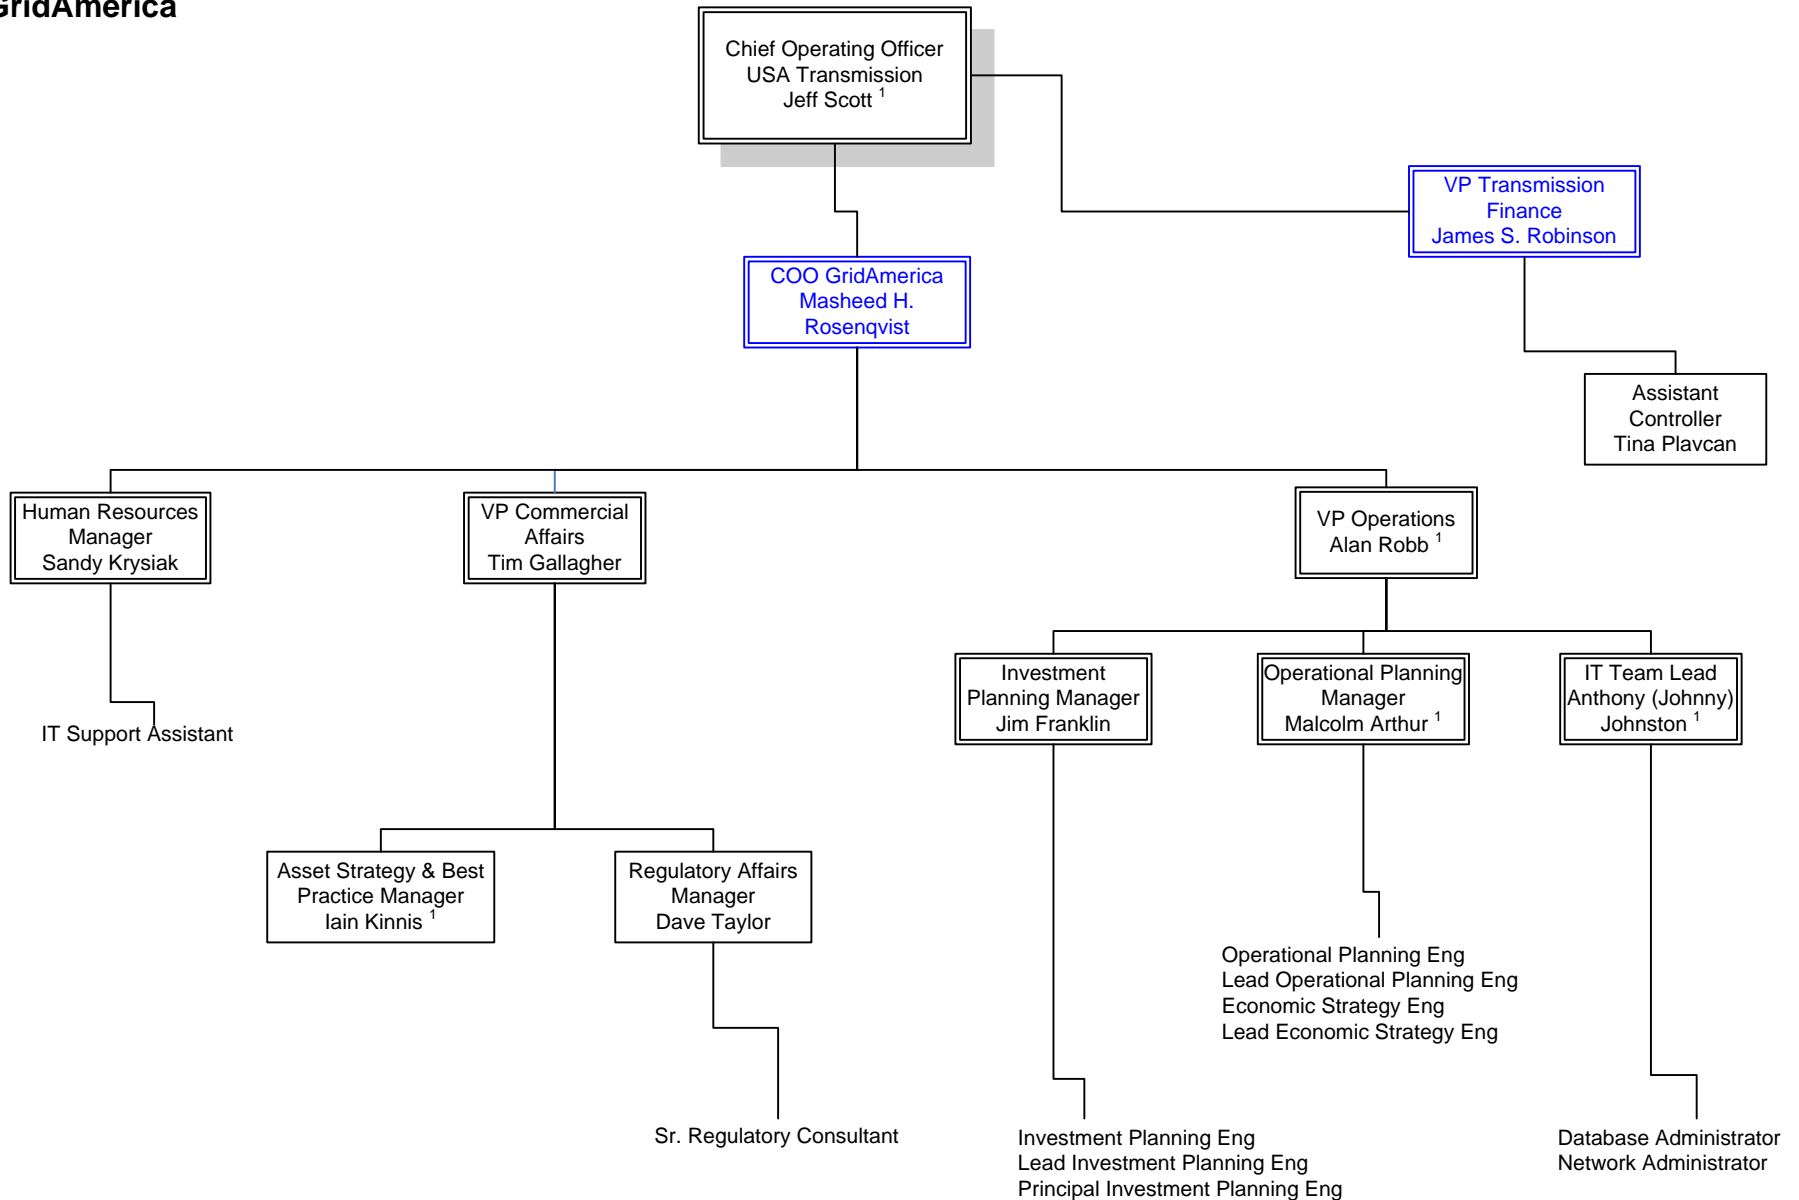 GridAmerica
Chief Operating Officer
USA Transmission
Jeff Scott 1
VP Transmission
Finance
James S. Robinson
COO GridAmerica
Masheed H.
Rosenqvist
Assistant
Controller
Tina Plavcan
Human Resources
Manager
Sandy Krysiak
VP Commercial
Affairs
Tim Gallagher
VP Operations
Alan Robb 1
Investment
Planning Manager
Jim Franklin
Operational Planning
Manager
Malcolm Arthur 1
IT Team Lead
Anthony (Johnny)
Johnston 1
IT Support Assistant
Asset Strategy & Best
Practice Manager
Iain Kinnis 1
Regulatory Affairs
Manager
Dave Taylor
Operational Planning Eng
Lead Operational Planning Eng
Economic Strategy Eng
Lead Economic Strategy Eng
Sr. Regulatory Consultant
Investment Planning Eng
Lead Investment Planning Eng
Principal Investment Planning Eng
Database Administrator
Network Administrator